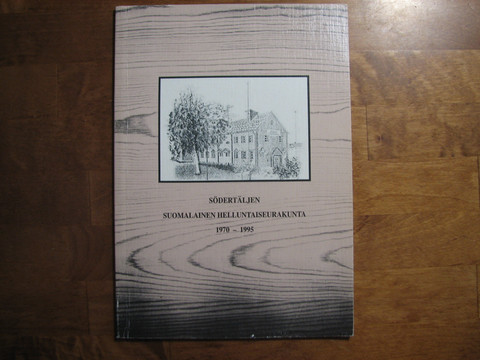 SÖDERTÄLJEN
SUOMALAINEN HELLUNTAISEURAKUNTA
1970 - 1995